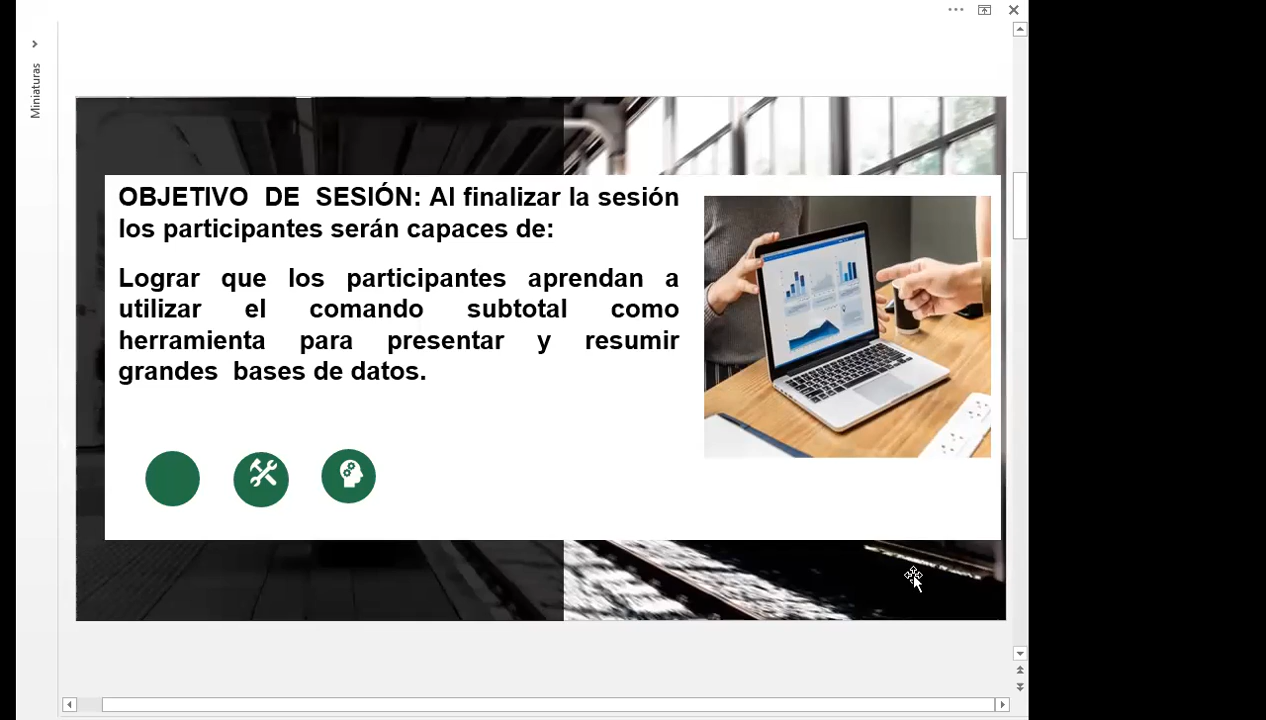 Miniaturas
OBJETIVO DE SESIÓN: Al finalizar la sesión
los participantes serán capaces de:
Lograr que los participantes aprendan a
utilizar el comando subtotal como
herramienta para presentar y resumir
grandes bases de datos.